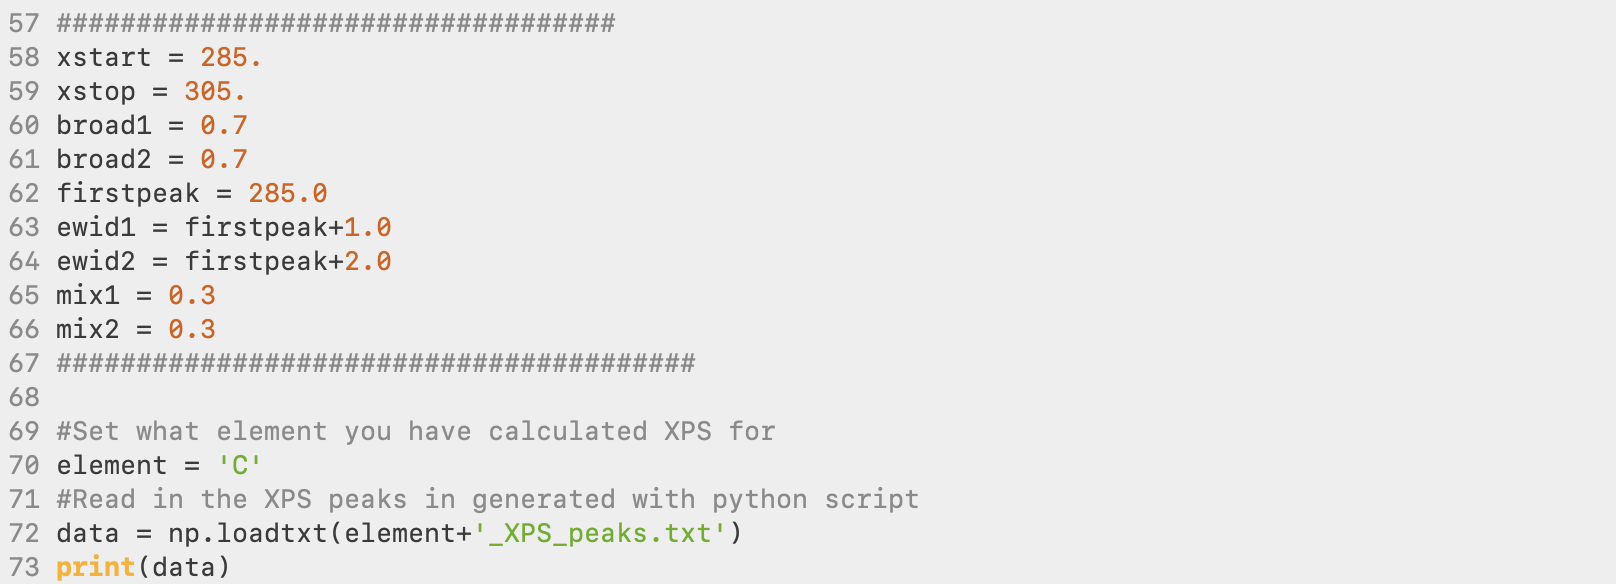 57 ###################################
58 xstart = 285.
59 xstop = 305.
60 broad1 = 0.7
61 broad2 = 0.7
62 firstpeak = 285.0
63 ewid1 = firstpeak+1.0
64 ewid2 = firstpeak+2.0
65 mix1 = 0.3
66 mix2 = 0.3
67 ########################################
68
69 #Set what element you have calculated XPS for
70 element = 'C'
71 #Read in the XPS peaks in generated with python script
72 data = np.loadtxt(element+'_XPS_peaks.txt')
73 print(data)